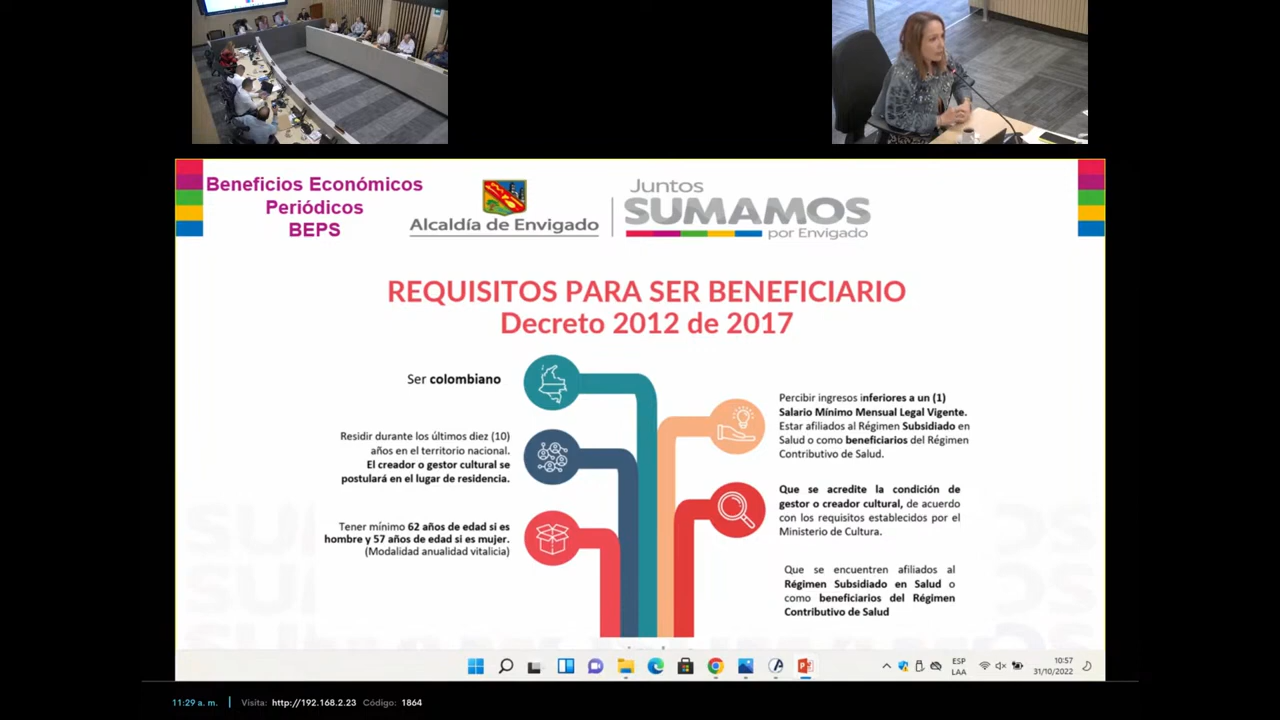 Beneficios Económicos
Periódicos
BEPS
Alcaldía de Envigado
Juntos
SUMAMOS
por Envigado
REQUISITOS PARA SER BENEFICIARIO
Decreto 2012 de 2017
Ser colombiano
Residir durante los últimos diez (10)
años en el territorio nacional.
El creador o gestor cultural se
postulará en el lugar de residencia.
Tener mínimo 62 años de edad si es
hombre y 57 años de edad si es mujer.
(Modalidad anualidad vitalicia)
Percibir ingresos inferiores a un (1)
Salario Mínimo Mensual Legal Vigente.
Estar afiliados al Régimen Subsidiado en
Salud o como beneficiarios del Régimen
Contributivo de Salud.
Que se acredite la condición de
gestor o creador cultural, de acuerdo
con los requisitos establecidos por el
Ministerio de Cultura.
Que se encuentren afiliados al
Régimen Subsidiado en Salud o
como beneficiarios del Régimen
Contributivo de Salud
ESP
LAA
10:57
31/10/2022
11:29 a. m. | Visita: http://192.168.2.23 Código: 1864